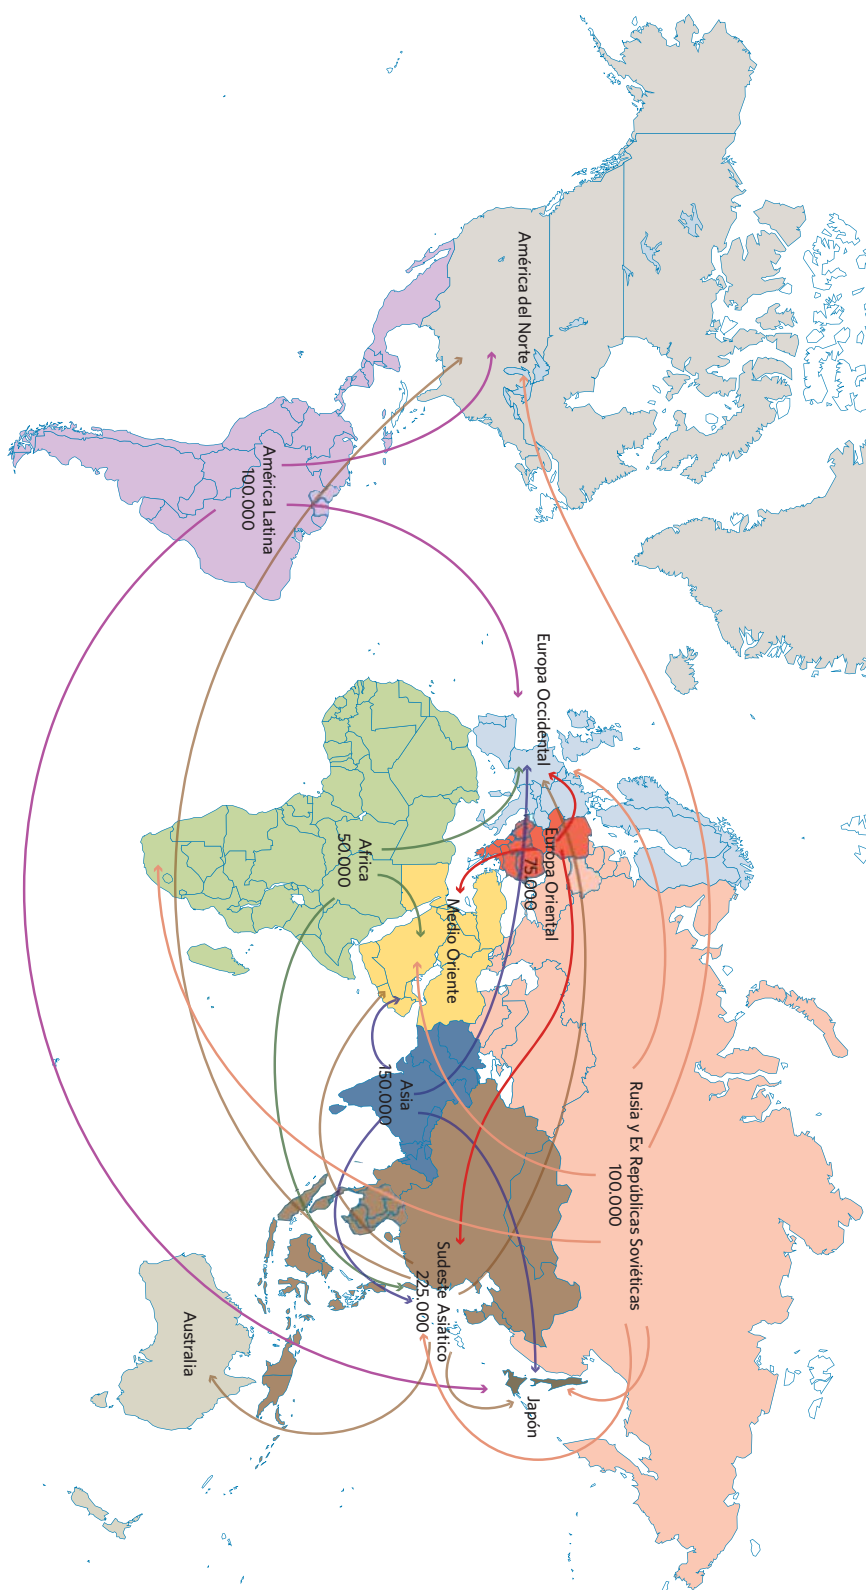 América del Norte
América Latina
100.000
Europa Occidental
Europa Oriental
75.000
Africa
50.000
Medio Oriente
Asia
150.000
Rusia y Ex Repúblicas Soviéticas
100.000
Sudeste Asiático
225.000
Japón
Australia